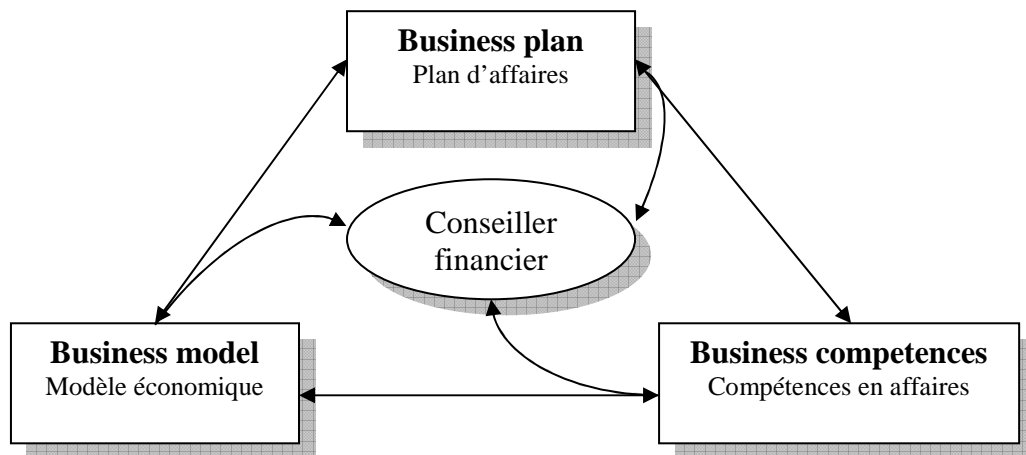 Business plan
Plan d’affaires
Conseiller
financier
Business model
Modèle économique
Business competences
Compétences en affaires